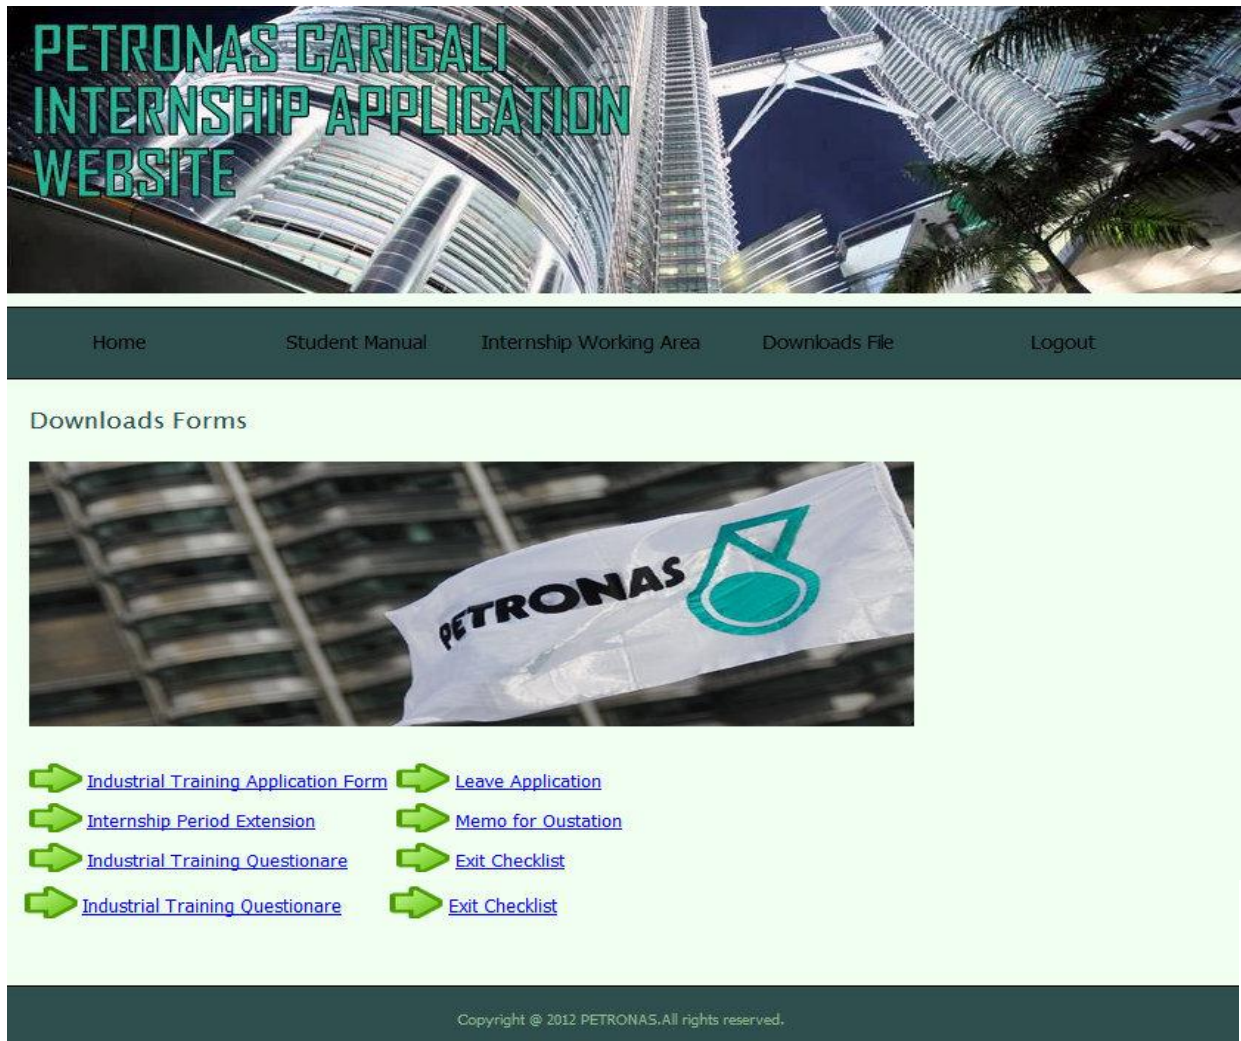 PETRONAS CARIGALI
INTERNSHIP APPLICATION
WEBSITE
Home Student Manual Internship Working Area Downloads File Logout
Downloads Forms
PETRONAS
Industrial Training Application Form Leave Application
Internship Period Extension Memo for Oustation
Industrial Training Questionare Exit Checklist
Industrial Training Questionare Exit Checklist
Copyright @ 2012 PETRONAS.All rights reserved.